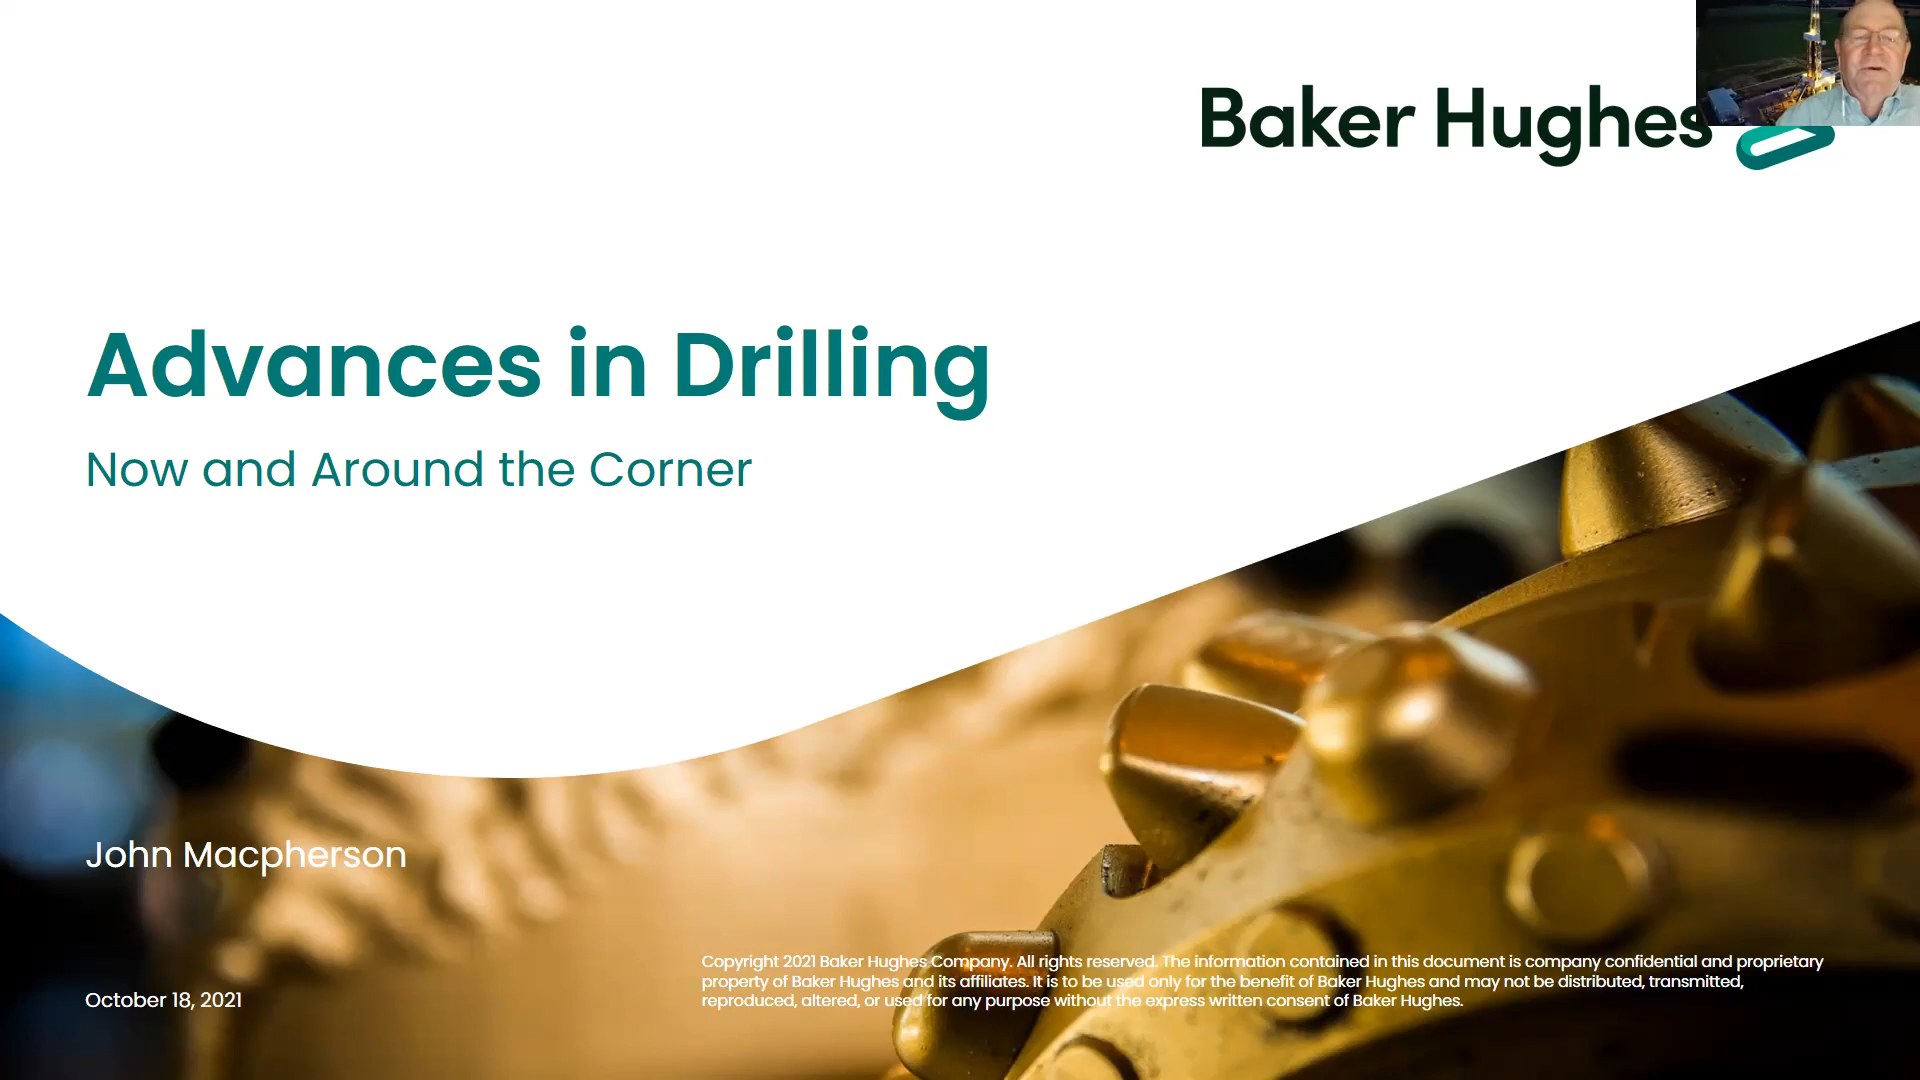 Baker Hughes
Advances in Drilling
Now and Around the Corner
John Macpherson
October 18, 2021
Copyright 2021 Baker Hughes Company. All rights reserved. The information contained in this document is company confidential and proprietary
property of Baker Hughes and its affiliates. It is to be used only for the benefit of Baker Hughes and may not be distributed, transmitted,
reproduced, altered, or used for any purpose without the express written consent of Baker Hughes.